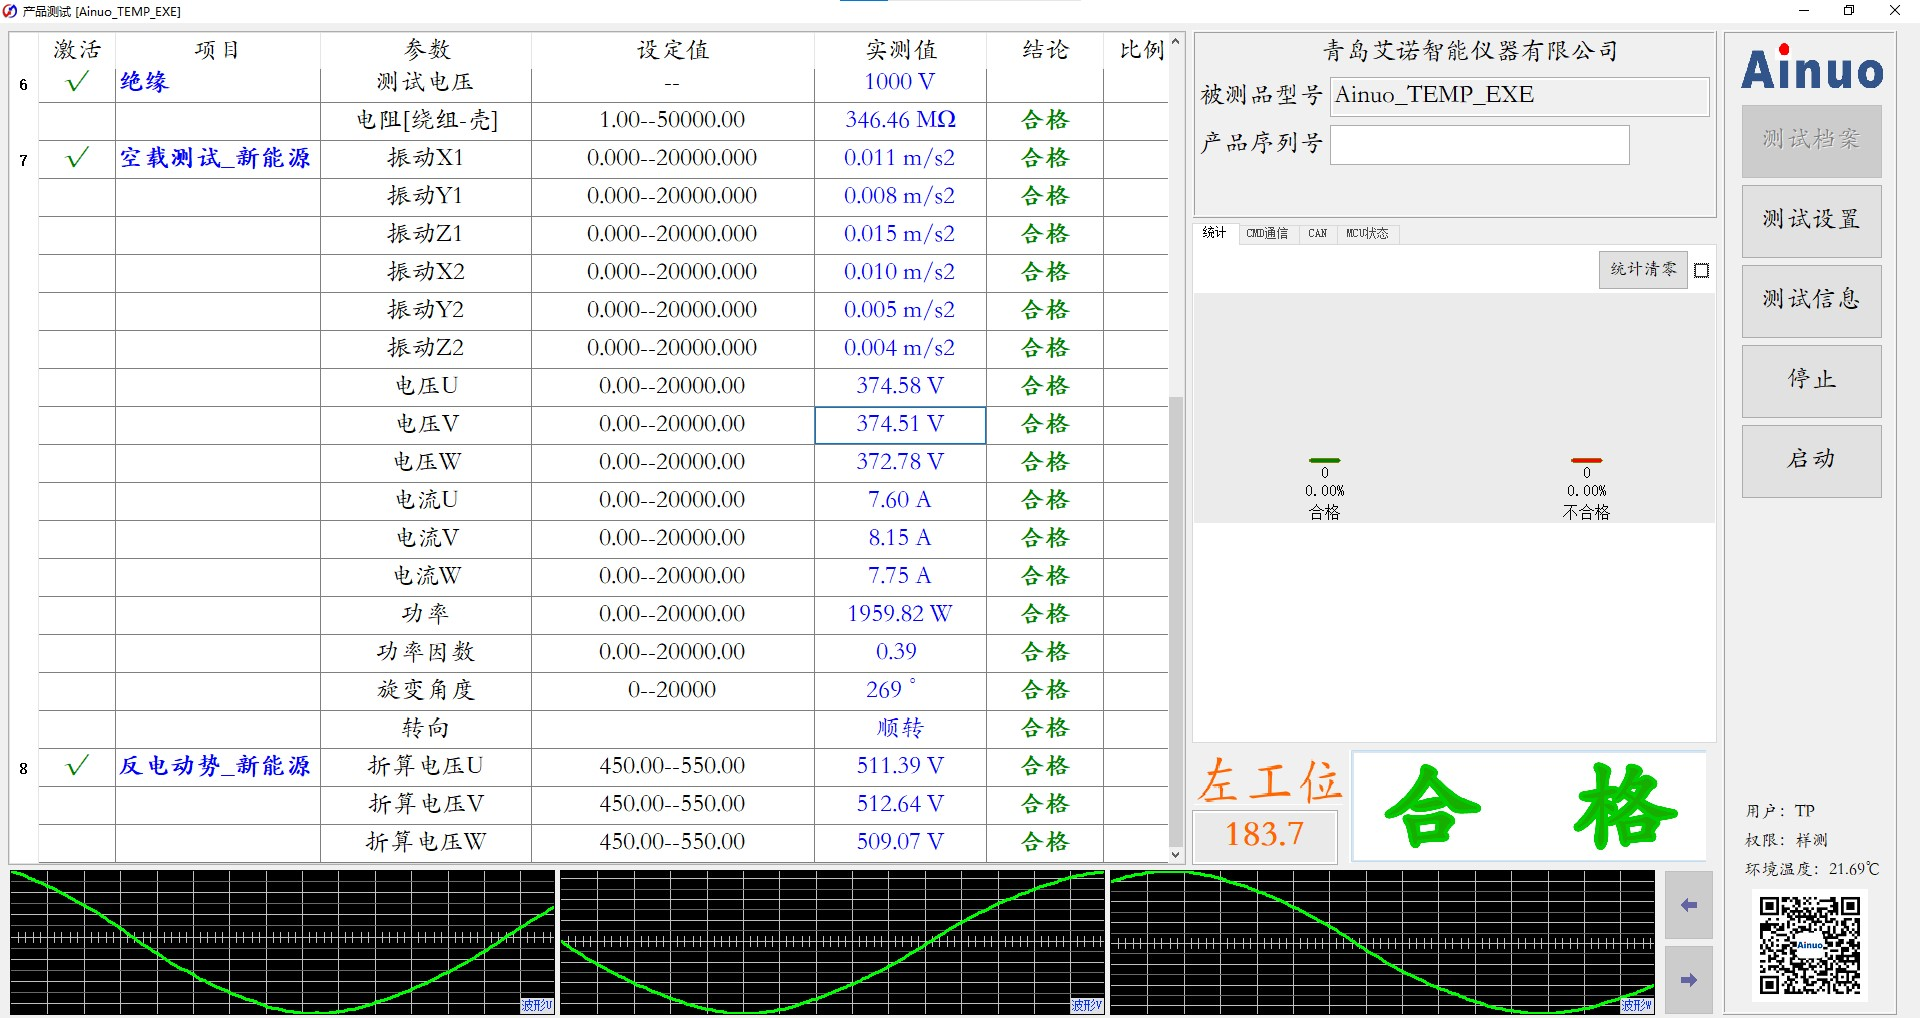 产品测试 [Ainuo_TEMP_EXE]
激活 项目 参数 设定值 实测值 结论 比例
6 √ 绝缘 测试电压 -- 1000 V
电阻[绕组-壳] 1.00--50000.00 346.46 MΩ 合格
7 √ 空载测试_新能源 振动X1 0.000--20000.000 0.011 m/s2 合格
振动Y1 0.000--20000.000 0.008 m/s2 合格
振动Z1 0.000--20000.000 0.015 m/s2 合格
振动X2 0.000--20000.000 0.010 m/s2 合格
振动Y2 0.000--20000.000 0.005 m/s2 合格
振动Z2 0.000--20000.000 0.004 m/s2 合格
电压U 0.00--20000.00 374.58 V 合格
电压V 0.00--20000.00 374.51 V 合格
电压W 0.00--20000.00 372.78 V 合格
电流U 0.00--20000.00 7.60 A 合格
电流V 0.00--20000.00 8.15 A 合格
电流W 0.00--20000.00 7.75 A 合格
功率 0.00--20000.00 1959.82 W 合格
功率因数 0.00--20000.00 0.39 合格
旋变角度 0--20000 269 ° 合格
转向 顺转 合格
8 √ 反电动势_新能源 折算电压U 450.00--550.00 511.39 V 合格
折算电压V 450.00--550.00 512.64 V 合格
折算电压W 450.00--550.00 509.07 V 合格
波形U
波形V
波形W
青岛艾诺智能仪器有限公司
被测品型号 Ainuo_TEMP_EXE
产品序列号
统计 CMD通信 CAN MCU状态
统计清零
0 0
0.00% 0.00%
合格 不合格
左工位
183.7
合格
Ainuo
测试档案
测试设置
测试信息
停止
启动
用户: TP
权限: 样测
环境温度: 21.69℃
Ainuo